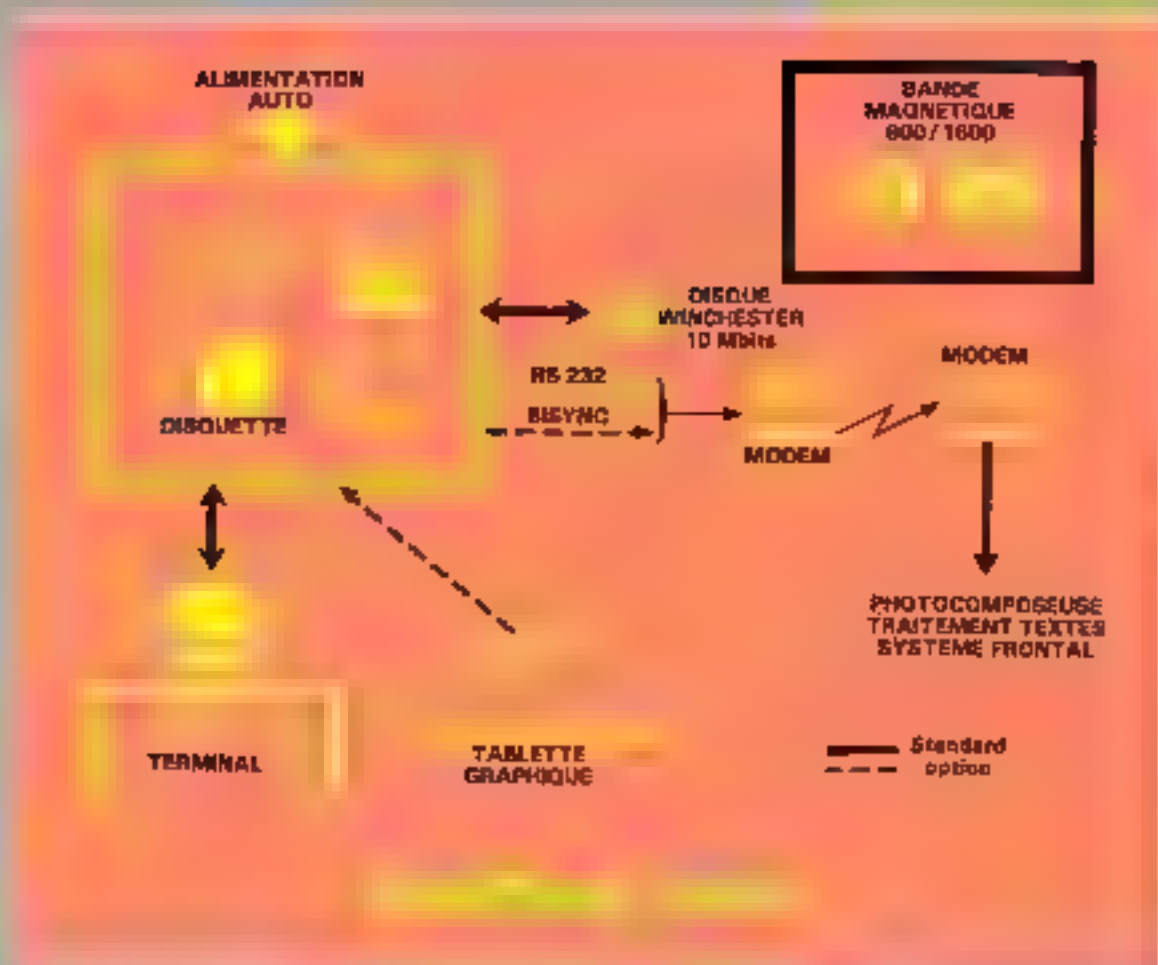 ALIMENTATION
AUTO
BANDE
MAGNETIQUE
800 / 1600
DISQUE
WINCHESTER
10 Mbits
RS 232
BISYNC
DISQUETTE
MODEM
MODEM
PHOTOCOMPOSEUSE
TRAITEMENT TEXTES
SYSTEME FRONTAL
TERMINAL
TABLETTE
GRAPHIQUE
Standard
option